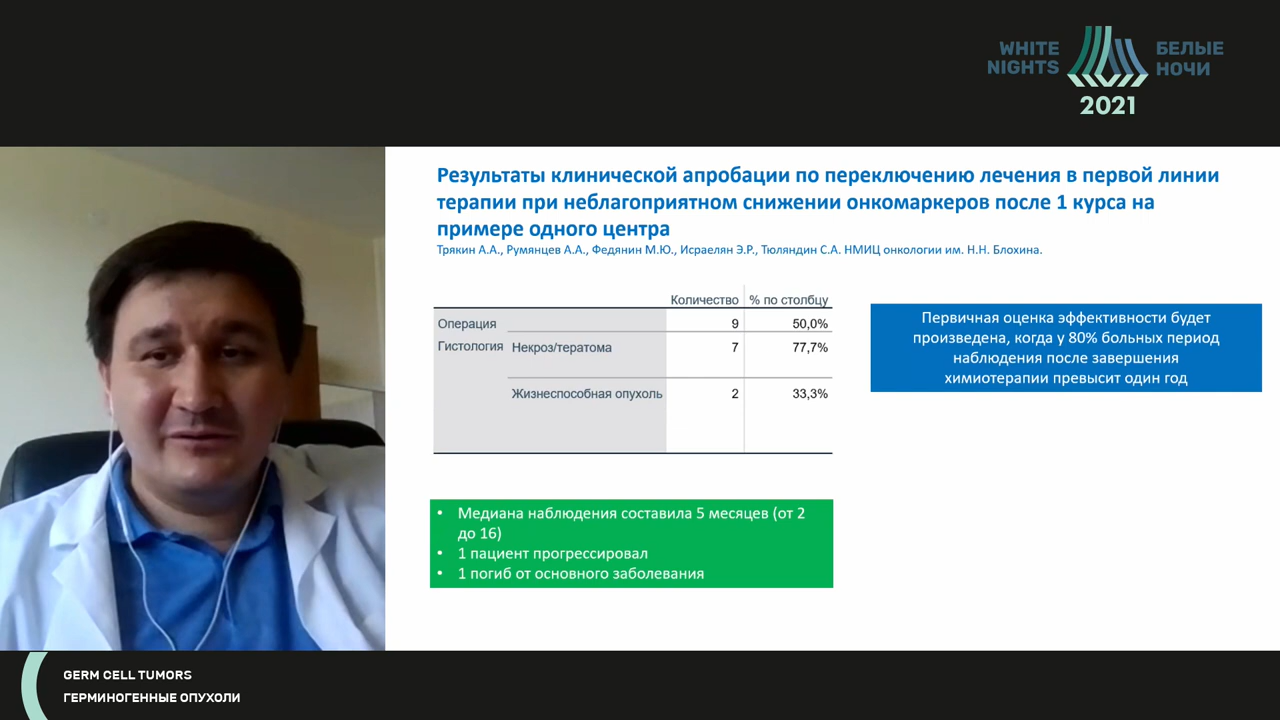 WHITE
NIGHTS
БЕЛЫЕ
НОЧИ
2021
Результаты клинической апробации по переключению лечения в первой линии
терапии при неблагоприятном снижении онкомаркеров после 1 курса на
примере одного центра
Трякин А.А., Румянцев А.А., Федянин М.Ю., Исраелян Э.Р., Тюляндин С.А. НМИЦ онкологии им. Н.Н. Блохина.
Количество % по столбцу
Операция 9 50,0%
Гистология Некроз/тератома 7 77,7%
Жизнеспособная опухоль 2 33,3%
Первичная оценка эффективности будет
произведена, когда у 80% больных период
наблюдения после завершения
химиотерапии превысит один год
• Медиана наблюдения составила 5 месяцев (от 2
до 16)
• 1 пациент прогрессировал
• 1 погиб от основного заболевания
GERM CELL TUMORS
ГЕРМИНОГЕННЫЕ ОПУХОЛИ